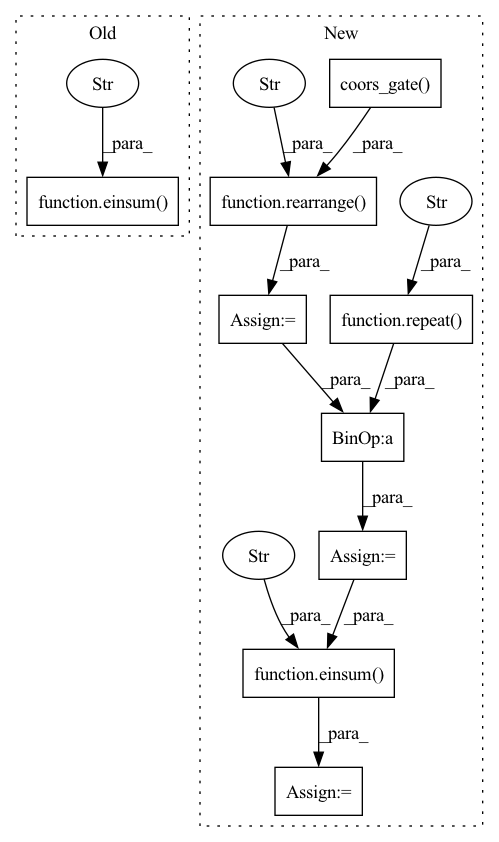 Old
New
Str
Str
coors_gate()
_para_
_para_
_para_
function.einsum()
function.rearrange()
Str
_para_
_para_
Assign:=
function.repeat()
_para_
_para_
BinOp:a
_para_
Str
Assign:=
_para_
_para_
function.einsum()
_para_
Assign:=